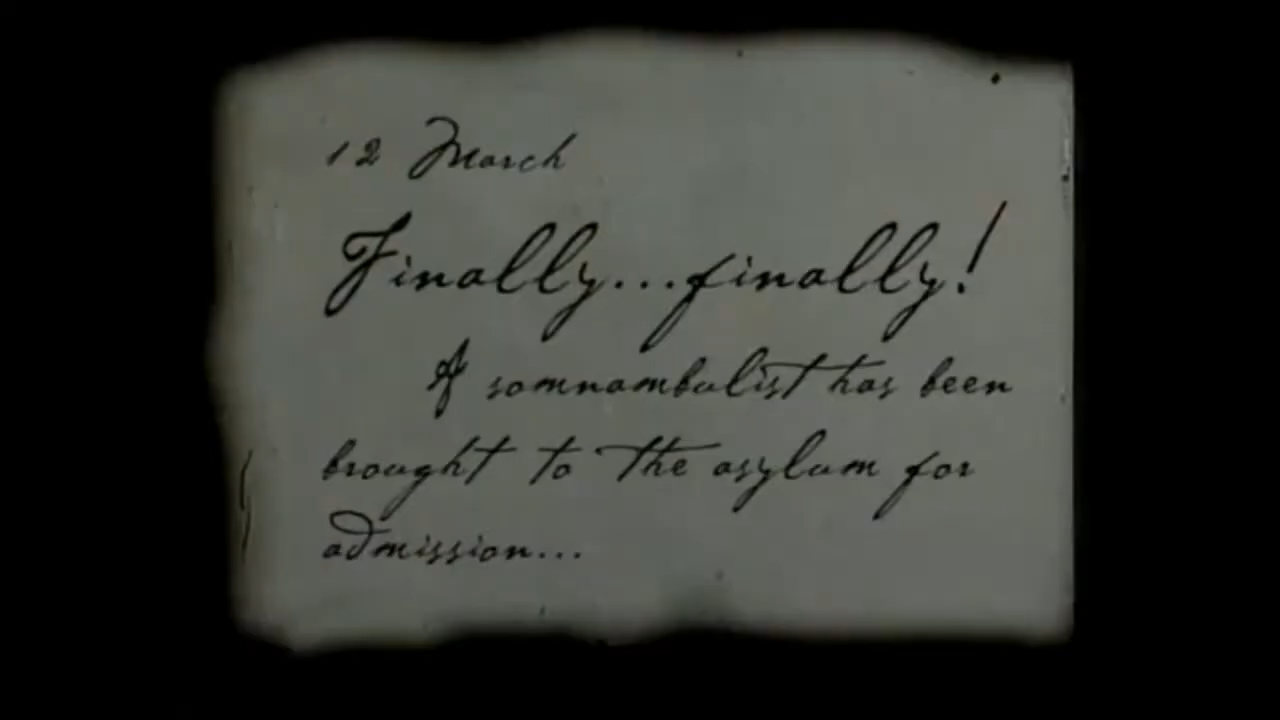 12 March
Finally...finally!
A somnambulist has been
brought to the asylum for
admission...